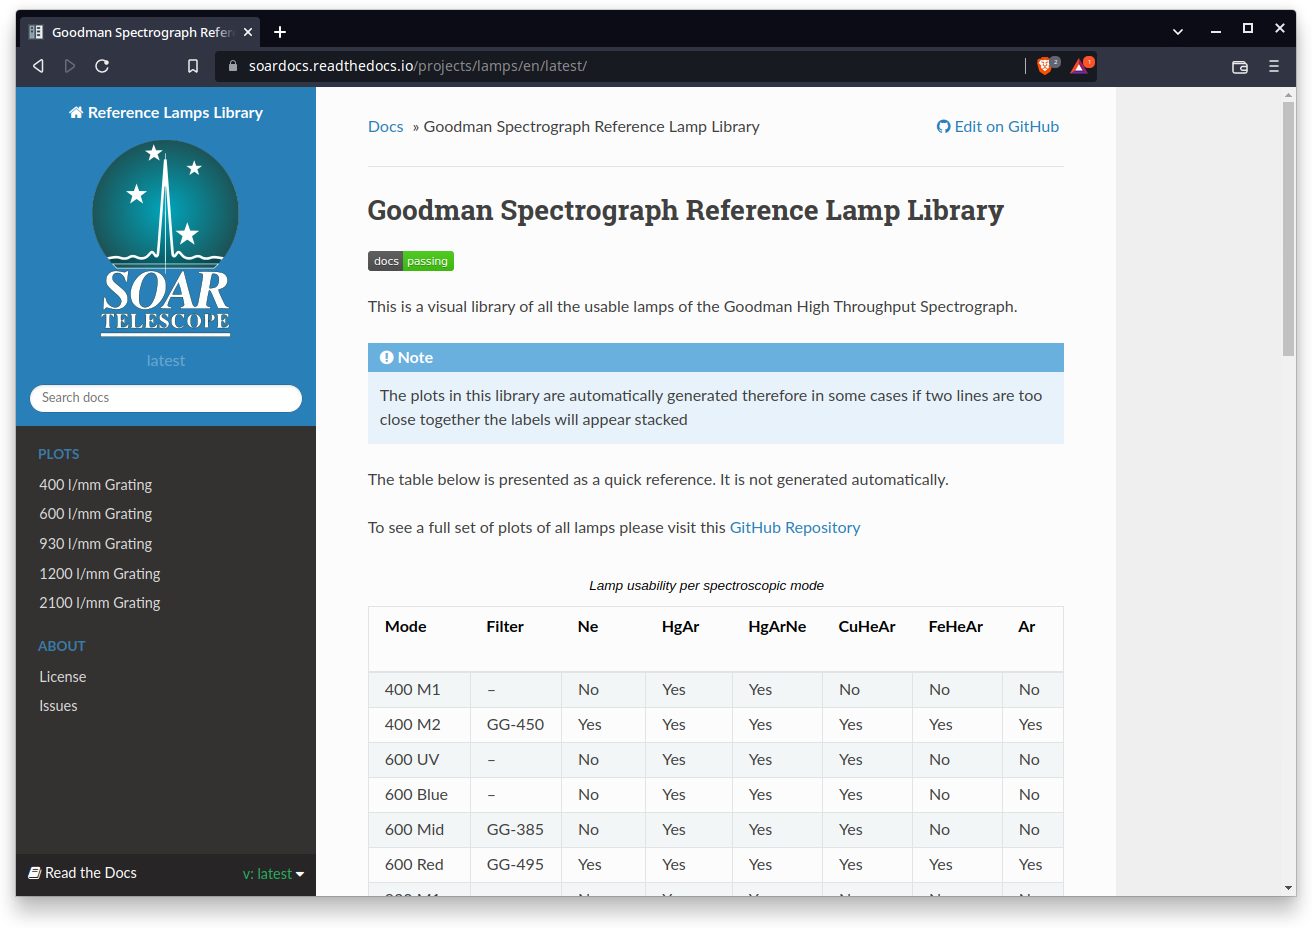 Goodman Spectrograph Refer
soardocs.readthedocs.io/projects/lamps/en/latest/
2
1
Reference Lamps Library
SOAR
TELESCOPE
latest
Search docs
PLOTS
400 l/mm Grating
600 l/mm Grating
930 l/mm Grating
1200 l/mm Grating
2100 l/mm Grating
ABOUT
License
Issues
Read the Docs
v: latest
Docs » Goodman Spectrograph Reference Lamp Library
Edit on GitHub
Goodman Spectrograph Reference Lamp Library
docs passing
This is a visual library of all the usable lamps of the Goodman High Throughput Spectrograph.
Note
The plots in this library are automatically generated therefore in some cases if two lines are too
close together the labels will appear stacked
The table below is presented as a quick reference. It is not generated automatically.
To see a full set of plots of all lamps please visit this GitHub Repository
Lamp usability per spectroscopic mode
Mode Filter Ne HgAr HgArNe CuHeAr FeHeAr Ar
400 M1 – No Yes Yes No No No
400 M2 GG-450 Yes Yes Yes Yes Yes Yes
600 UV – No Yes Yes Yes No No
600 Blue – No Yes Yes Yes No No
600 Mid GG-385 No Yes Yes Yes No No
600 Red GG-495 Yes Yes Yes Yes Yes Yes